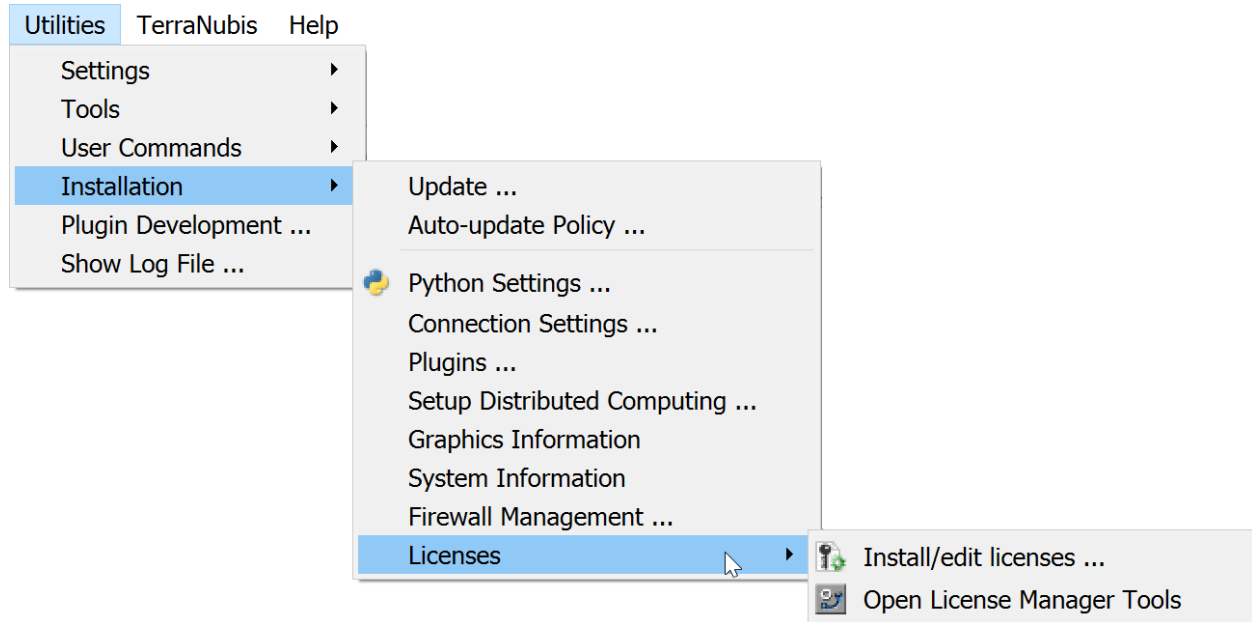 Utilities TerraNubis Help
Settings
Tools
User Commands
Installation
Plugin Development ...
Show Log File ...
Update ...
Auto-update Policy ...
Python Settings ...
Connection Settings ...
Plugins ...
Setup Distributed Computing ...
Graphics Information
System Information
Firewall Management ...
Licenses
Install/edit licenses ...
Open License Manager Tools